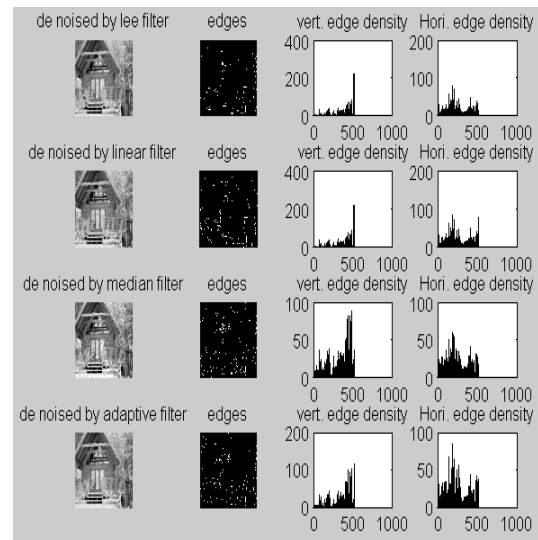 de noised by lee filter edges vert. edge density Hori. edge density
400 200
200 100
0 0
0 500 1000 0 500 1000
de noised by linear filter edges vert. edge density Hori. edge density
400 200
200 100
0 0
0 500 1000 0 500 1000
de noised by median filter edges vert. edge density Hori. edge density
100 100
50 50
0 0
0 500 1000 0 500 1000
de noised by adaptive filter edges vert. edge density Hori. edge density
200 100
100 50
0 0
0 500 1000 0 500 1000